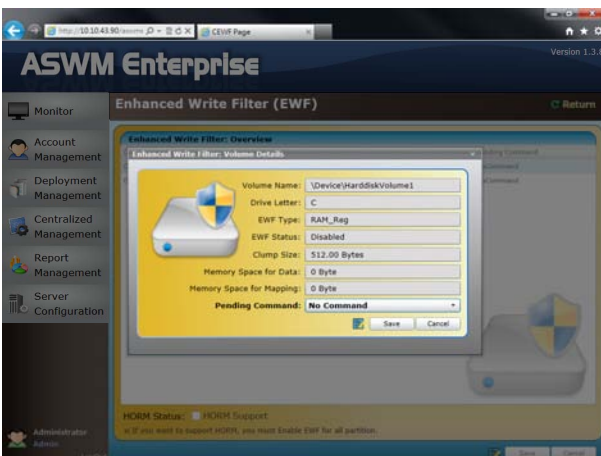 http://10.10.43.90/
CEWF Page
ASWM Enterprise
Version 1.3.
Monitor
Enhanced Write Filter (EWF)
Return
Account
Management
Enhanced Write Filter: Overview
Enhanced Write Filter: Volume Details
Pending Command
Volume Name: \Device\HarddiskVolume1
Deployment
Management
Drive Letter: C
EWF Type: RAM_Reg
Centralized
Management
EWF Status: Disabled
Clump Size: 512.00 Bytes
Report
Management
Memory Space for Data: 0 Byte
Memory Space for Mapping: 0 Byte
Server
Configuration
Pending Command: No Command
Save Cancel
HORM Status: HORM Support
If you want to support HORM, you must Enable EWF for all partition.
Administrator
Admin
Save Cancel